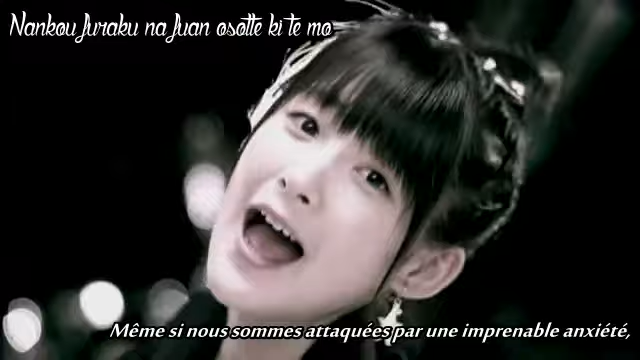 Nankou Furaku na Fuan osotte ki te mo
Même si nous sommes attaquées par une imprenable anxiété,